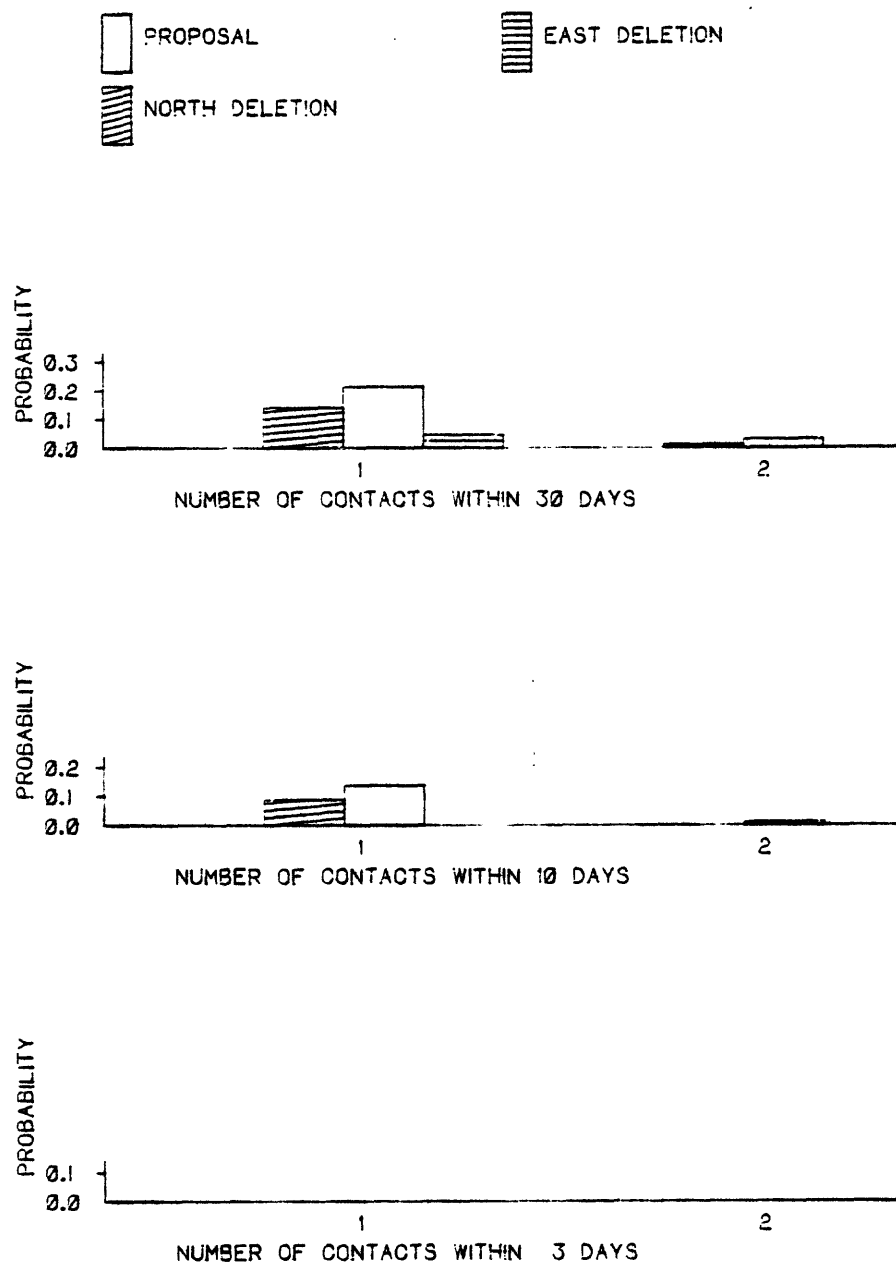 PROPOSAL
EAST DELETION
NORTH DELETION
PROBABILITY
0.3
0.2
0.1
0.0
1 2
NUMBER OF CONTACTS WITHIN 30 DAYS
PROBABILITY
0.2
0.1
0.0
1 2
NUMBER OF CONTACTS WITHIN 10 DAYS
PROBABILITY
0.1
0.0
1 2
NUMBER OF CONTACTS WITHIN 3 DAYS